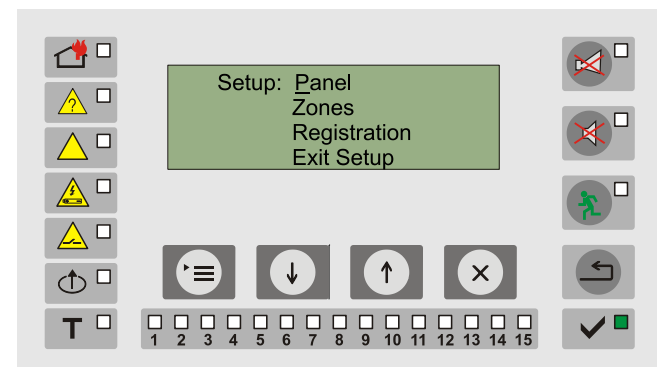 Setup: Panel
Zones
Registration
Exit Setup
?
T
1 2 3 4 5 6 7 8 9 10 11 12 13 14 15